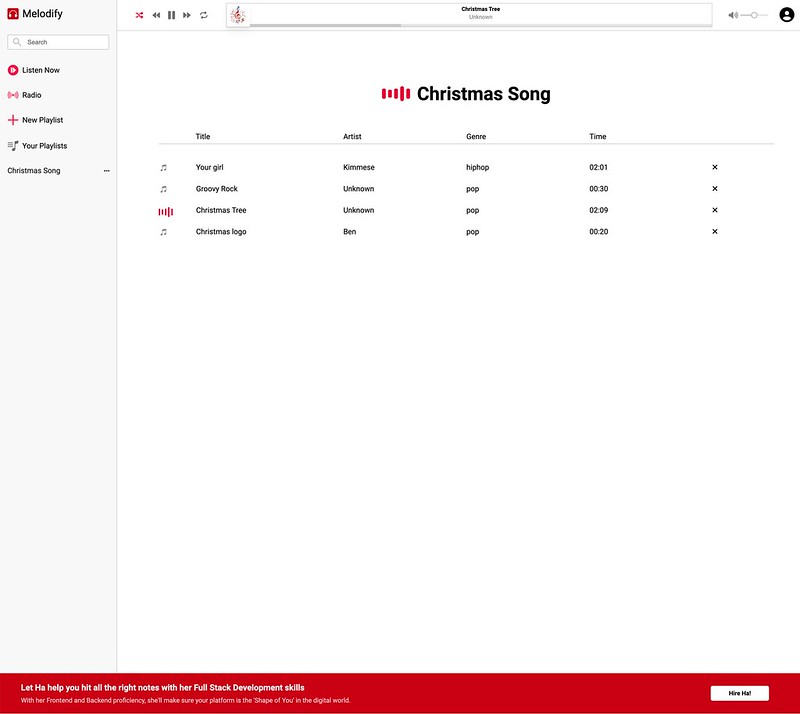 Melodify
Search
Listen Now
Radio
New Playlist
Your Playlists
Christmas Song
Christmas Tree
Unknown
Christmas Song
Title Artist Genre Time
Your girl Kimmese hiphop 02:01
Groovy Rock Unknown pop 00:30
Christmas Tree Unknown pop 02:09
Christmas logo Ben pop 00:20
Let Ha help you hit all the right notes with her Full Stack Development skills
With her Frontend and Backend proficiency, she'll make sure your platform is the 'Shape of You' in the digital world.
Hire Ha!